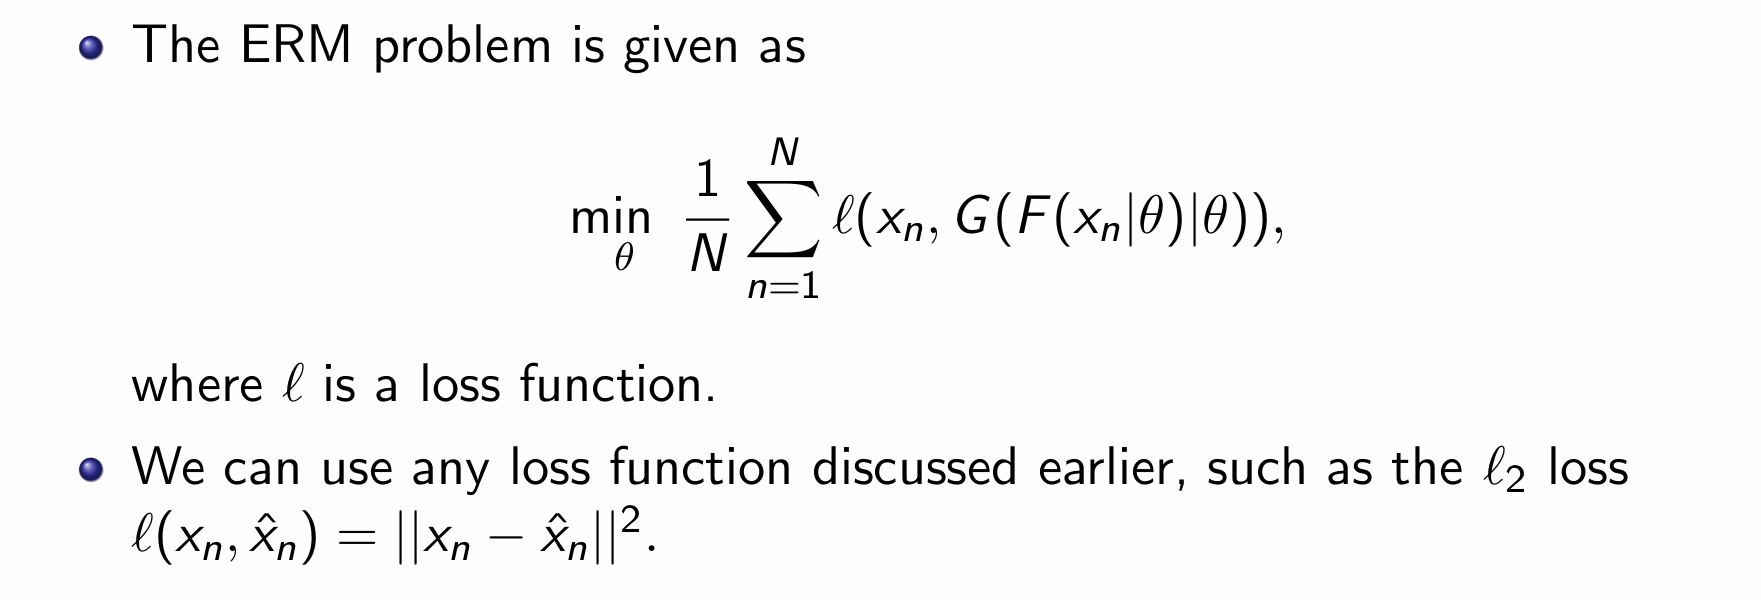 • The ERM problem is given as
min_θ 1/N ∑_{n=1}^{N} ℓ(x_n, G(F(x_n|θ)|θ)),
where ℓ is a loss function.
• We can use any loss function discussed earlier, such as the ℓ_2 loss
ℓ(x_n, x̂_n) = ||x_n − x̂_n||^2.